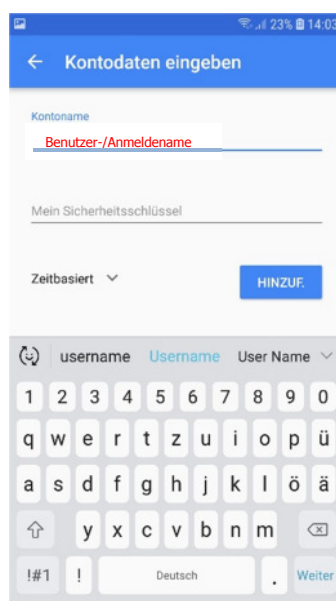 23% 14:03
Kontodaten eingeben
Kontoname
Benutzer-/Anmeldename
Mein Sicherheitsschlüssel
Zeitbasiert
HINZUF.
username Username User Name
1 2 3 4 5 6 7 8 9 0
q w e r t z u i o p ü
a s d f g h j k l ö ä
y x c v b n m
!#1 ! Deutsch . Weiter